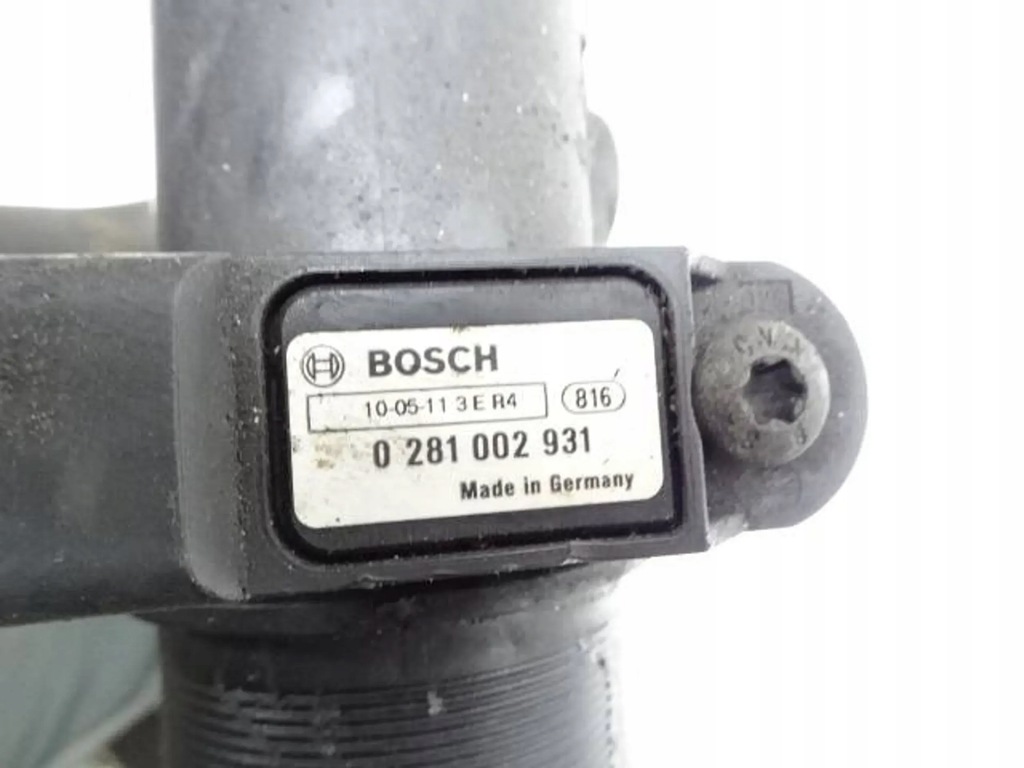 BOSCH
10-05-11 3 E R4
816
0 281 002 931
Made in Germany